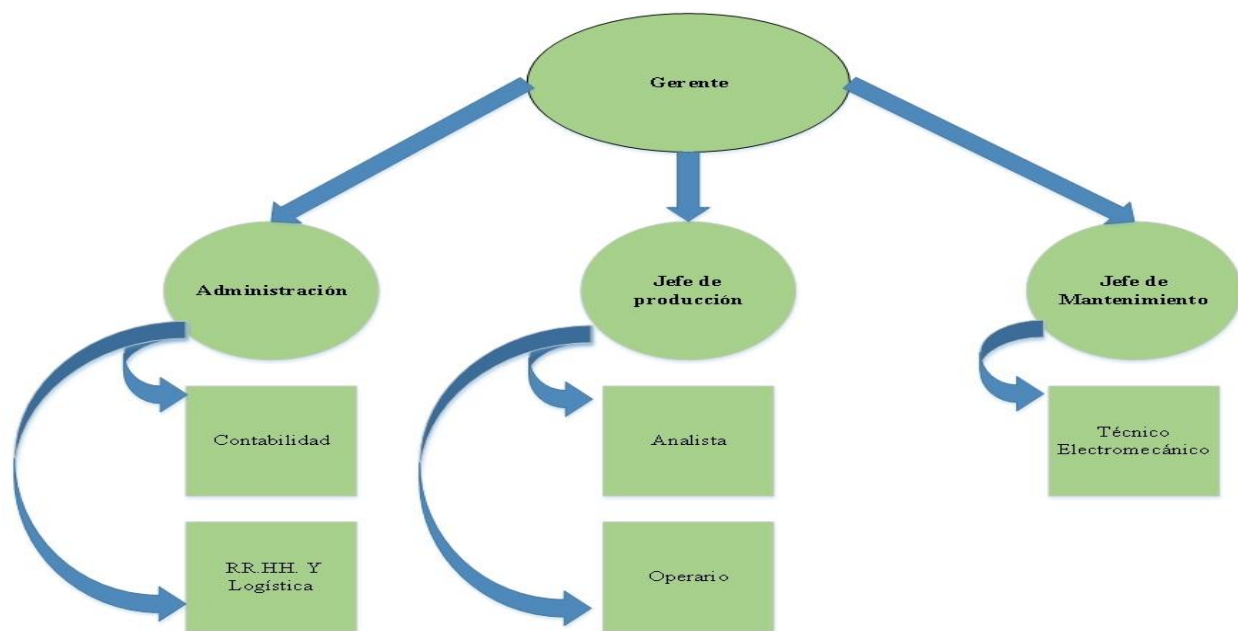 Gerente
Administración
Jefe de
producción
Jefe de
Mantenimiento
Contabilidad
Analista
Técnico
Electromecánico
RR.HH. Y
Logística
Operario